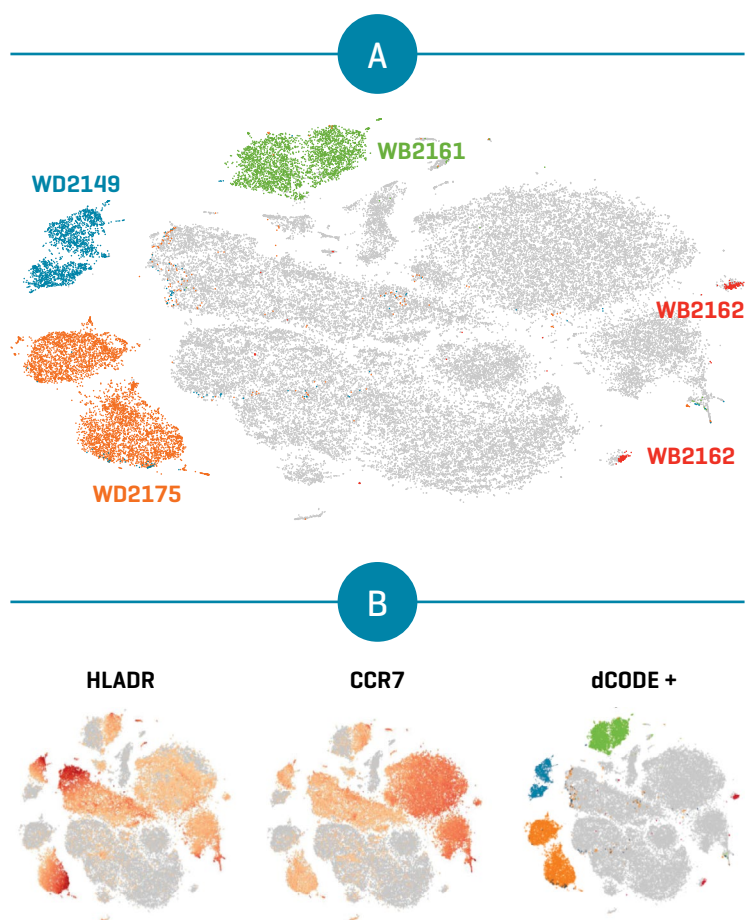 A
WB2161
WD2149
WB2162
WB2162
WD2175
B
HLADR CCR7 dCODE +